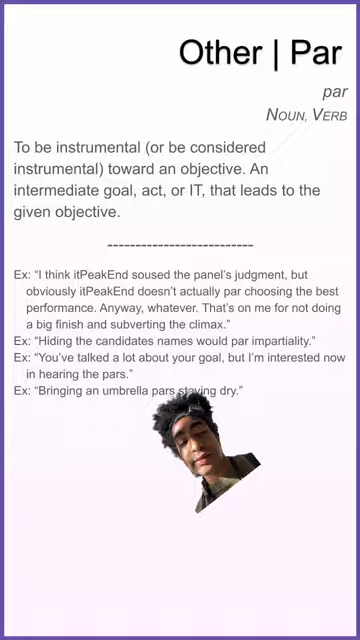 Other | Par
par
Noun, Verb
To be instrumental (or be considered
instrumental) toward an objective. An
intermediate goal, act, or IT, that leads to the
given objective.
--------------------------
Ex: “I think itPeakEnd soused the panel’s judgment, but
obviously itPeakEnd doesn’t actually par choosing the best
performance. Anyway, whatever. That’s on me for not doing
a big finish and subverting the climax.”
Ex: “Hiding the candidates names would par impartiality.”
Ex: “You’ve talked a lot about your goal, but I’m interested now
in hearing the pars.”
Ex: “Bringing an umbrella pars staying dry.”